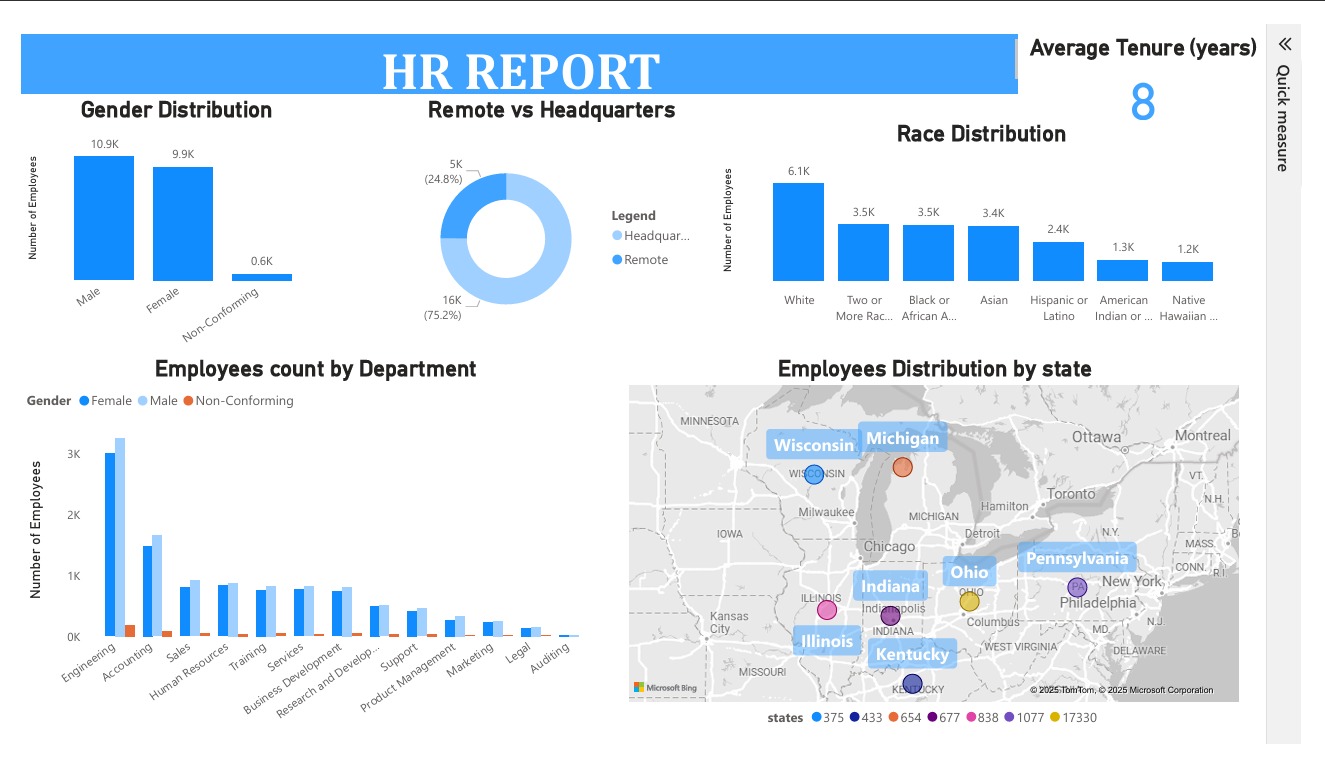 HR REPORT
Average Tenure (years)
8
Quick measure
Gender Distribution
Number of Employees
10.9K
9.9K
0.6K
Male
Female
Non-Conforming
Remote vs Headquarters
5K
(24.8%)
16K
(75.2%)
Legend
Headquar...
Remote
Race Distribution
Number of Employees
6.1K
3.5K
3.5K
3.4K
2.4K
1.3K
1.2K
White
Two or
More Rac...
Black or
African A...
Asian
Hispanic or
Latino
American
Indian or ...
Native
Hawaiian ...
Employees count by Department
Gender Female Male Non-Conforming
Number of Employees
3K
2K
1K
0K
Engineering
Accounting
Sales
Human Resources
Training
Services
Business Development
Research and Develop...
Support
Product Management
Marketing
Legal
Auditing
Employees Distribution by state
MINNESOTA
Wisconsin
Michigan
Ottawa
Montreal
WISCONSIN
VT.
Toronto
N.H.
Milwaukee
Hamilton
MICHIGAN
IOWA
Detroit
N.Y.
MASS.
Chicago
Pennsylvania
CONN.
R.I.
Indiana
Ohio
OHIO
PA.
New York
ILLINOIS
Indianapolis
Philadelphia
Kansas
City
Columbus
N.J.
INDIANA
MD.
Illinois
Kentucky
WEST VIRGINIA
DELAWARE
MISSOURI
KENTUCKY
Microsoft Bing
© 2025 TomTom, © 2025 Microsoft Corporation
states 375 433 654 677 838 1077 17330